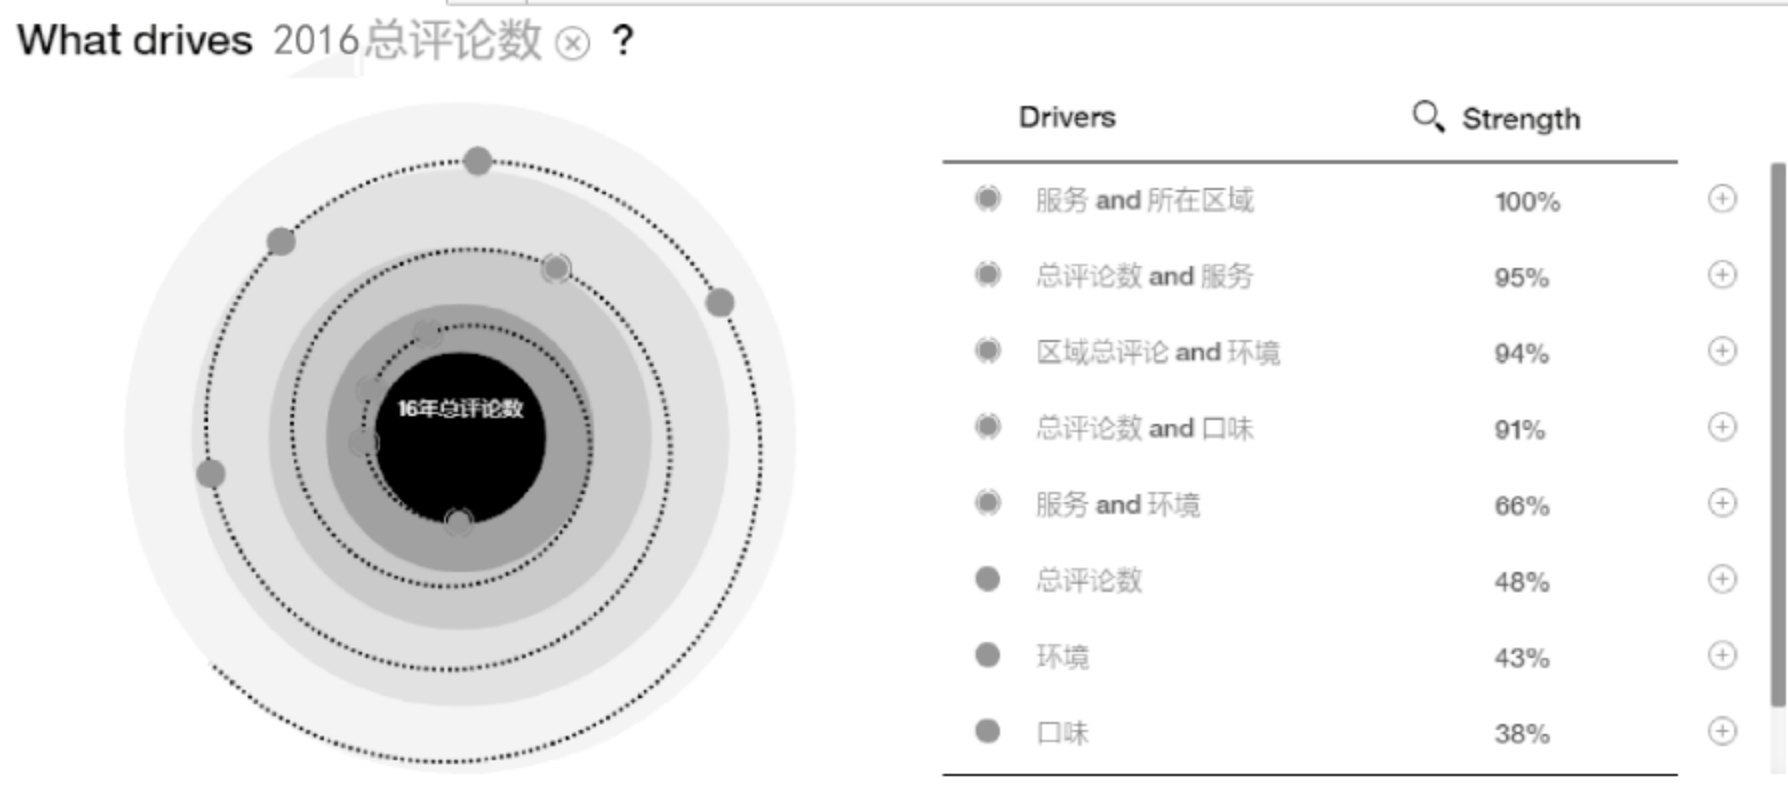 What drives 2016总评论数 ?
16年总评论数
Drivers Strength
服务 and 所在区域 100%
总评论数 and 服务 95%
区域总评论 and 环境 94%
总评论数 and 口味 91%
服务 and 环境 66%
总评论数 48%
环境 43%
口味 38%